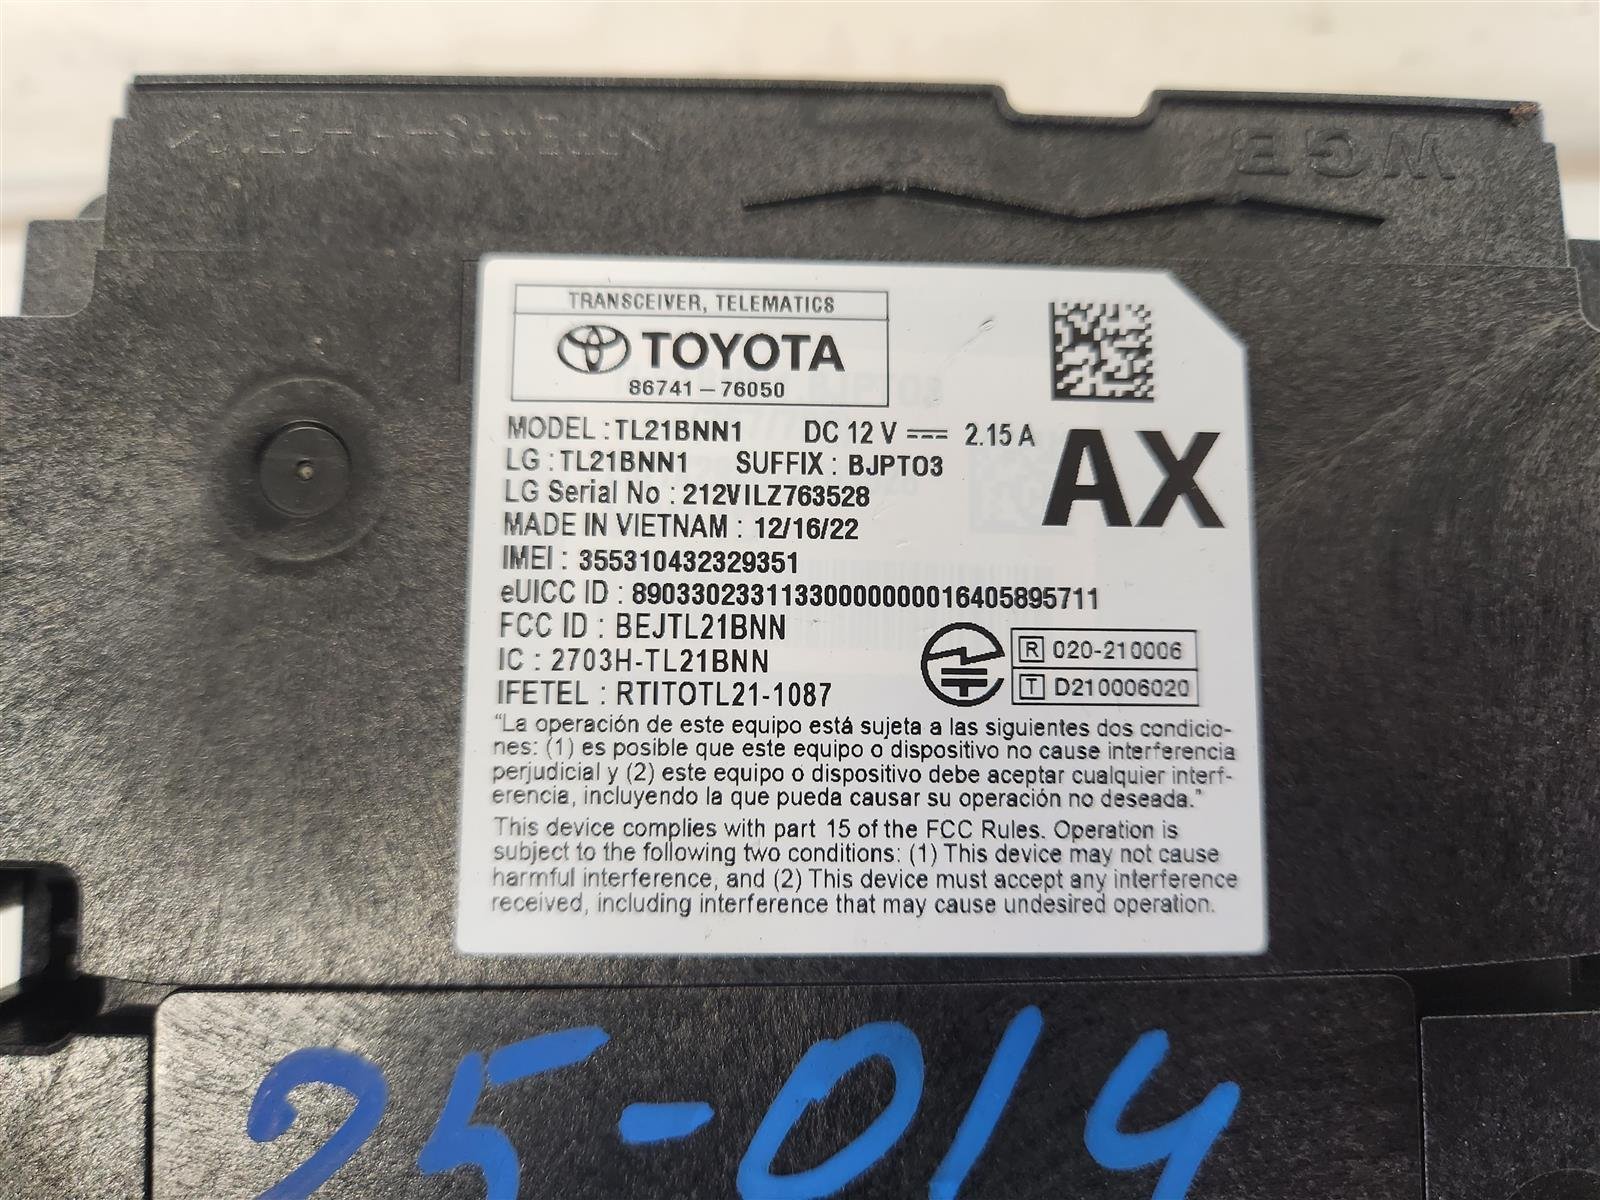 WGB
TRANSCEIVER, TELEMATICS
TOYOTA
86741-76050
MODEL : TL21BNN1 DC 12 V ⎓ 2.15 A
LG : TL21BNN1 SUFFIX : BJPT03
AX
LG Serial No : 212VILZ763528
MADE IN VIETNAM : 12/16/22
IMEI : 355310432329351
eUICC ID : 89033023311330000000016405895711
FCC ID : BEJTL21BNN
IC : 2703H-TL21BNN
R 020-210006
IFETEL : RTITOTL21-1087
T D210006020
"La operación de este equipo está sujeta a las siguientes dos condicio-
nes: (1) es posible que este equipo o dispositivo no cause interferencia
perjudicial y (2) este equipo o dispositivo debe aceptar cualquier interf-
erencia, incluyendo la que pueda causar su operación no deseada."
This device complies with part 15 of the FCC Rules. Operation is
subject to the following two conditions: (1) This device may not cause
harmful interference, and (2) This device must accept any interference
received, including interference that may cause undesired operation.
25-014